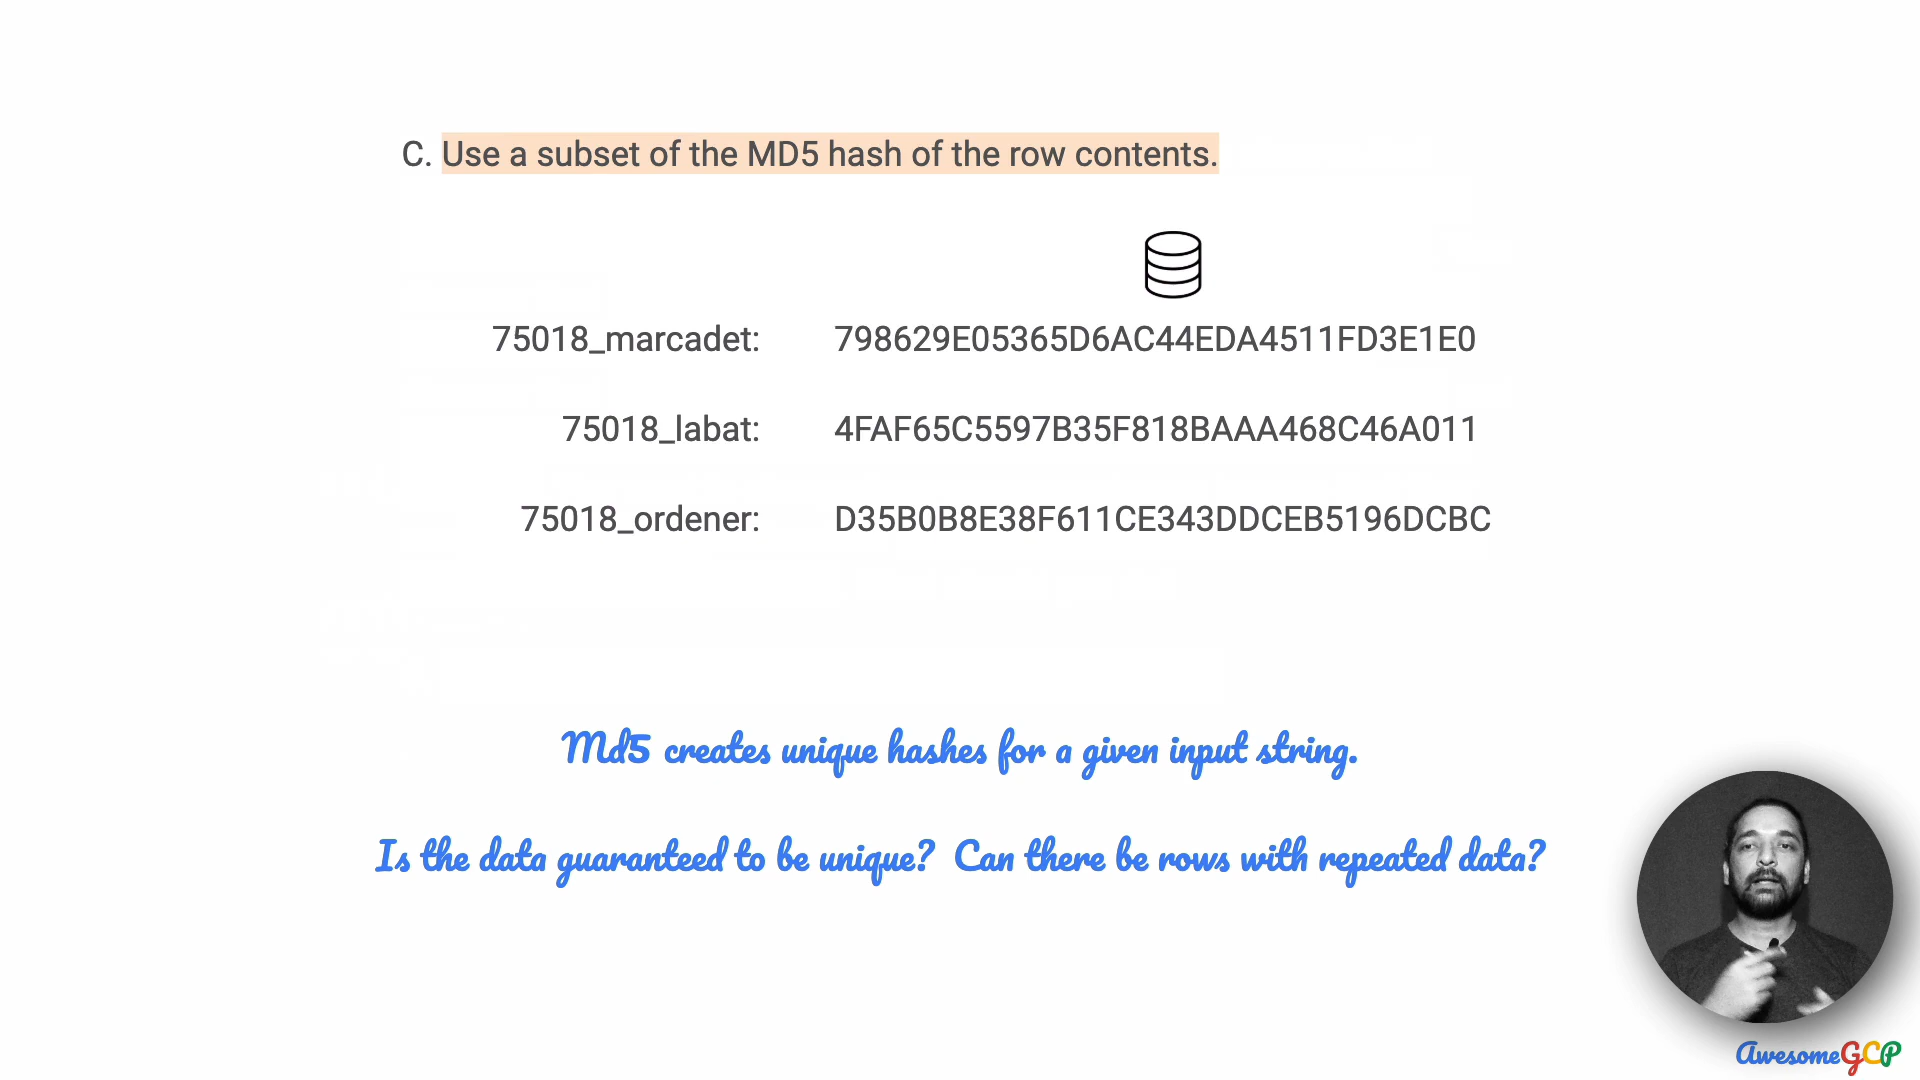 C. Use a subset of the MD5 hash of the row contents.
75018_marcadet: 798629E05365D6AC44EDA4511FD3E1E0
75018_labat: 4FAF65C5597B35F818BAAA468C46A011
75018_ordener: D35B0B8E38F611CE343DDCEB5196DCBC
Md5 creates unique hashes for a given input string.
Is the data guaranteed to be unique? Can there be rows with repeated data?
AwesomeGCP